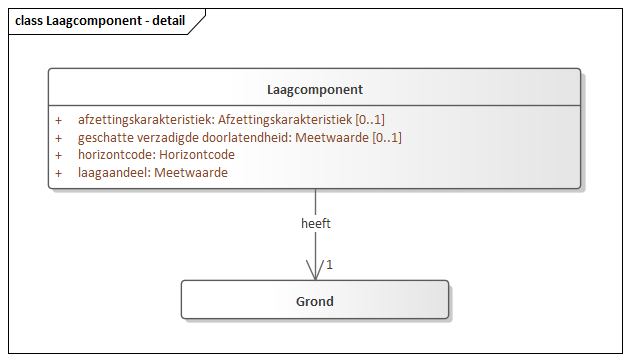 class Laagcomponent - detail
Laagcomponent
+ afzettingskarakteristiek: Afzettingskarakteristiek [0..1]
+ geschatte verzadigde doorlatendheid: Meetwaarde [0..1]
+ horizontcode: Horizontcode
+ laagaandeel: Meetwaarde
heeft
1
Grond